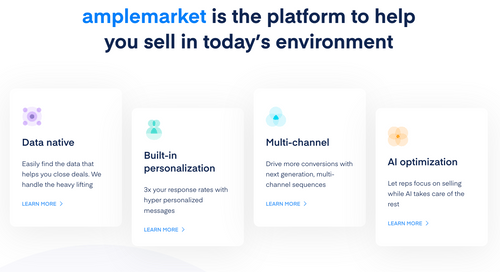 amplemarket is the platform to help
you sell in today's environment
Data native
Easily find the data that
helps you close deals. We
handle the heavy lifting
LEARN MORE >
Built-in
personalization
3x your response rates with
hyper personalized
messages
LEARN MORE >
Multi-channel
Drive more conversions with
next generation, multi-
channel sequences
LEARN MORE >
AI optimization
Let reps focus on selling
while AI takes care of the
rest
LEARN MORE >